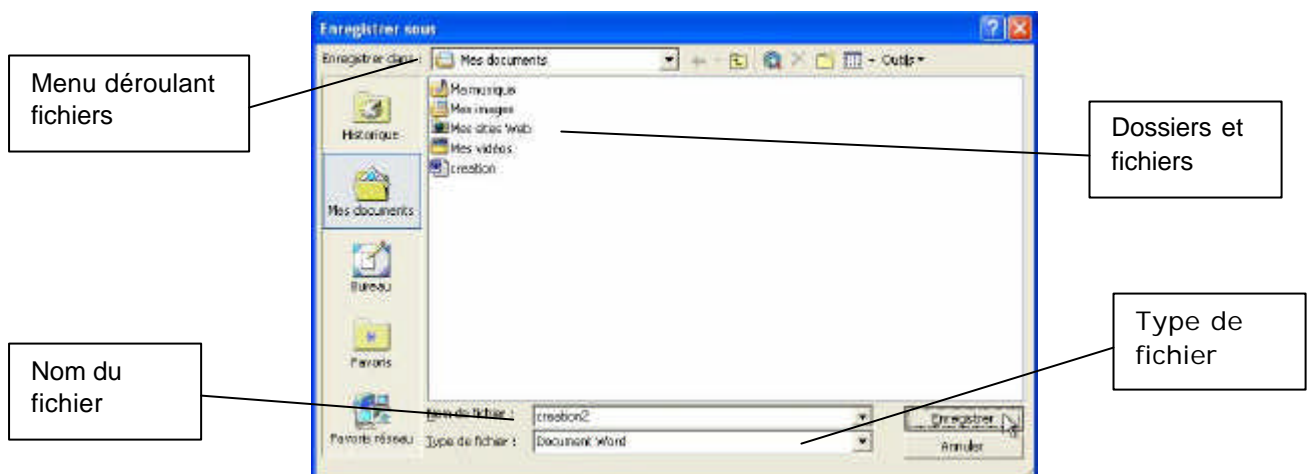 Enregistrer sous
Enregistrer dans :
Mes documents
Outils
Menu déroulant
fichiers
Ma musique
Mes images
Mes sites Web
Mes vidéos
creation
Historique
Mes documents
Bureau
Favoris
Favoris réseau
Dossiers et
fichiers
Type de
fichier
Nom du
fichier
Nom de fichier :
creation2
Enregistrer
Type de fichier :
Document Word
Annuler